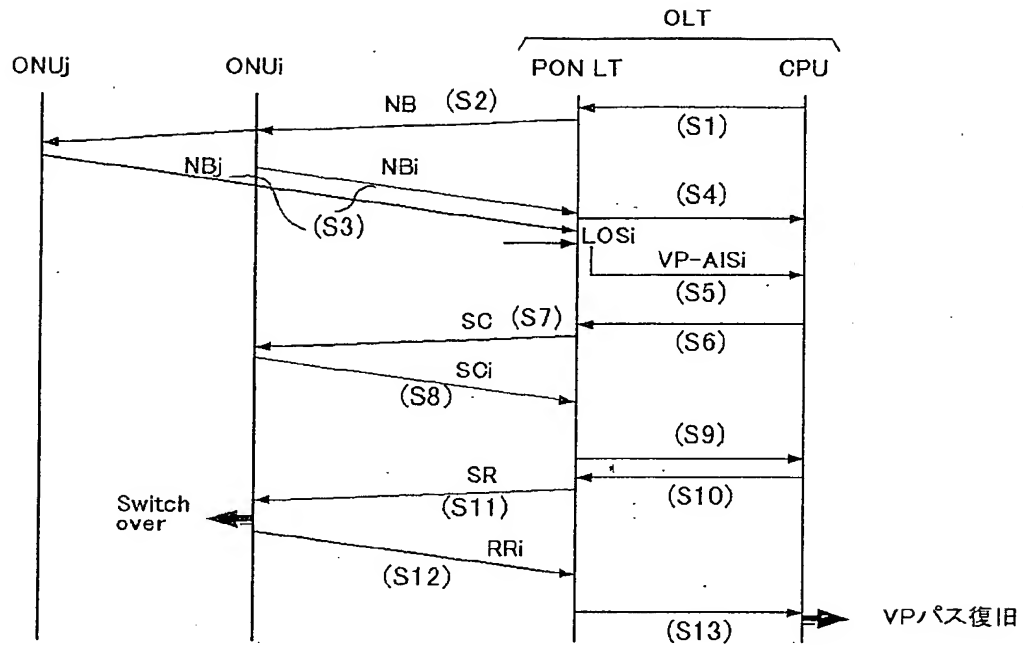 OLT
ONUj ONUi PON LT CPU
NB (S2)
(S1)
NBj NBi
(S4)
(S3)
LOSi
VP-AISi
(S5)
SC (S7)
(S6)
SCi
(S8)
(S9)
SR
(S10)
(S11)
Switch
over
RRi
(S12)
(S13)
VPパス復旧